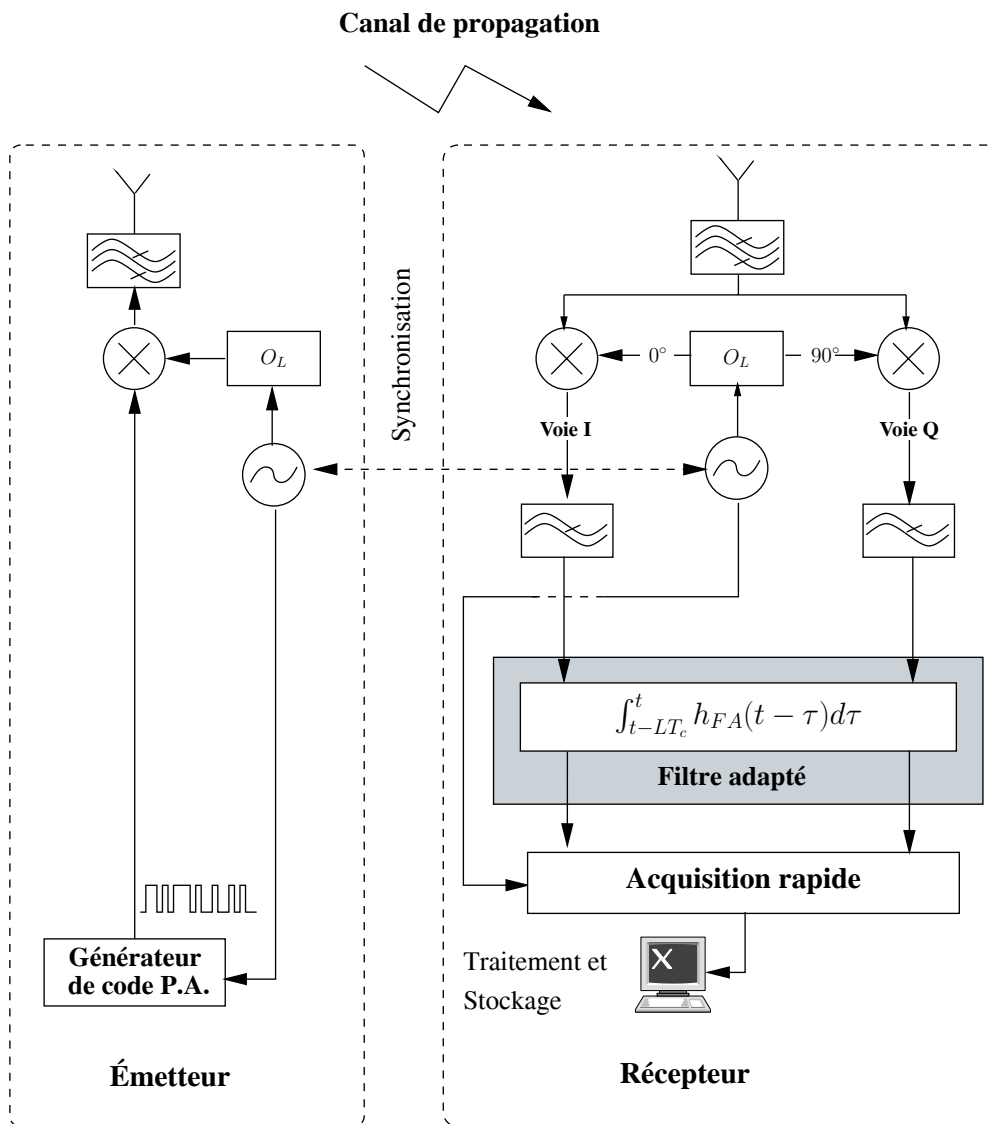 Canal de propagation
Synchronisation
O_L
0° O_L 90°
Voie I
Voie Q
∫_{t-LT_c}^{t} h_{FA}(t − τ)dτ
Filtre adapté
Acquisition rapide
Générateur
de code P.A.
Traitement et
Stockage
X
Émetteur
Récepteur